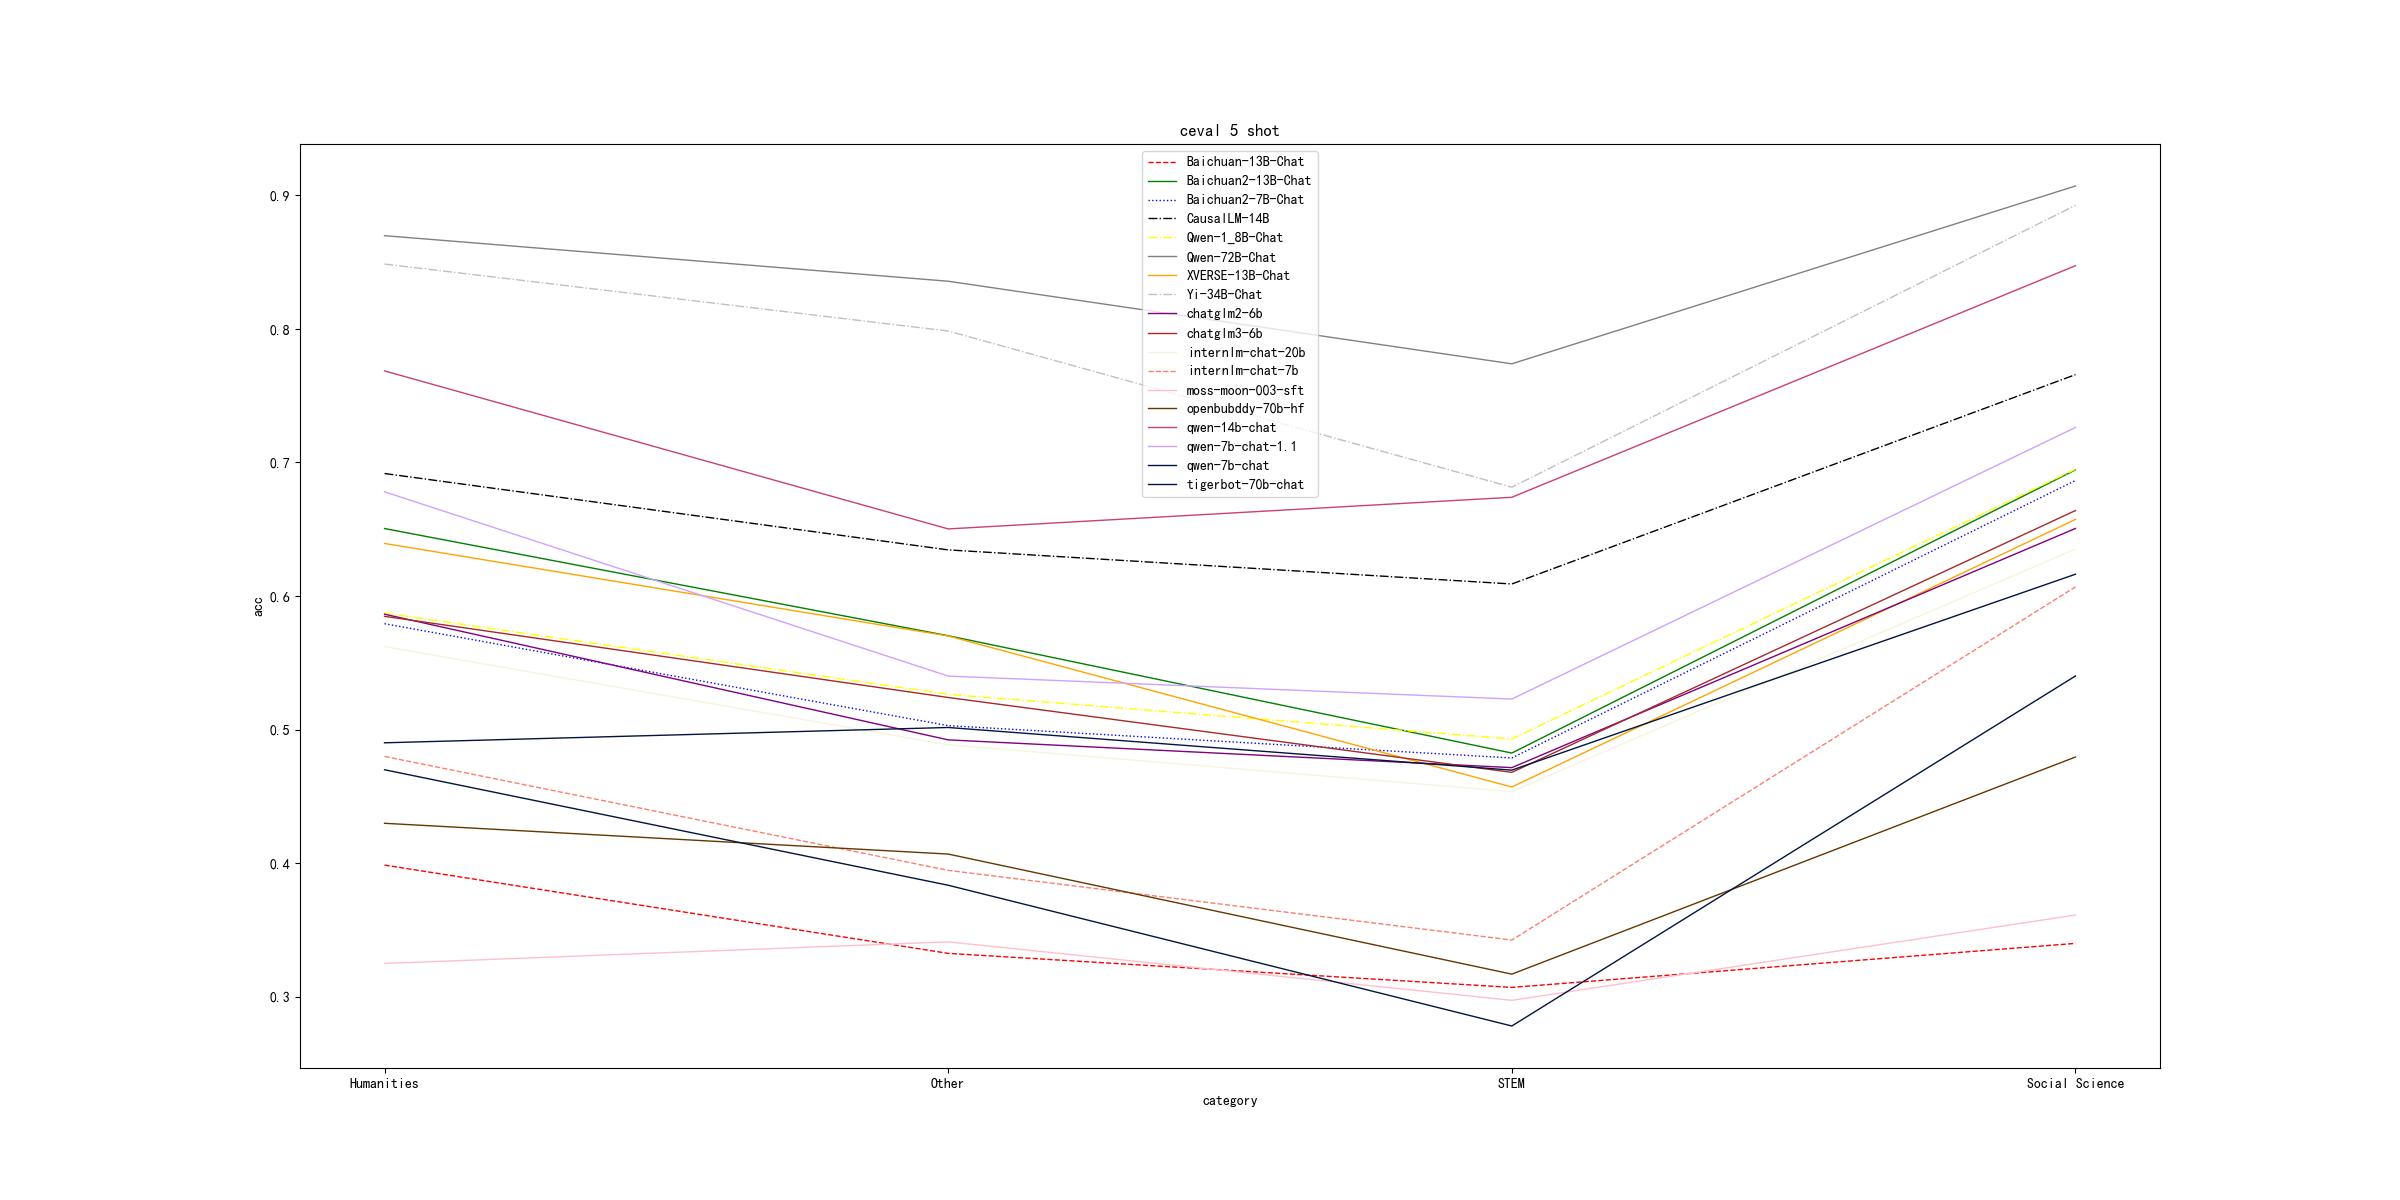 ceval 5 shot
Baichuan-13B-Chat
Baichuan2-13B-Chat
Baichuan2-7B-Chat
CausalLM-14B
Qwen-1_8B-Chat
Qwen-72B-Chat
XVERSE-13B-Chat
Yi-34B-Chat
chatglm2-6b
chatglm3-6b
internlm-chat-20b
internlm-chat-7b
moss-moon-003-sft
openbubddy-70b-hf
qwen-14b-chat
qwen-7b-chat-1.1
qwen-7b-chat
tigerbot-70b-chat
0.9
0.8
0.7
0.6
0.5
0.4
0.3
acc
Humanities
Other
STEM
Social Science
category